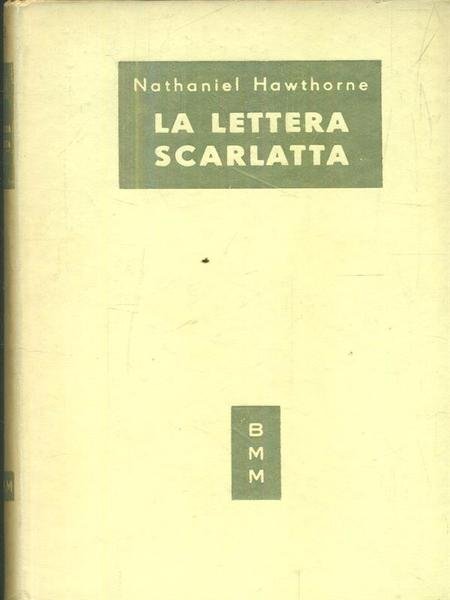 Nathaniel Hawthorne
LA LETTERA
SCARLATTA
B
M
M